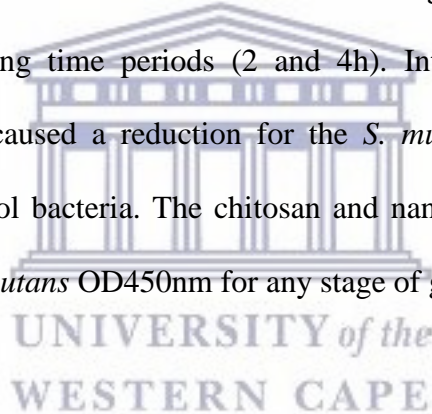 ng time periods (2 and 4h). Int
caused a reduction for the S. mu
ol bacteria. The chitosan and nan
utans OD450nm for any stage of g
UNIVERSITY of the
WESTERN CAPE